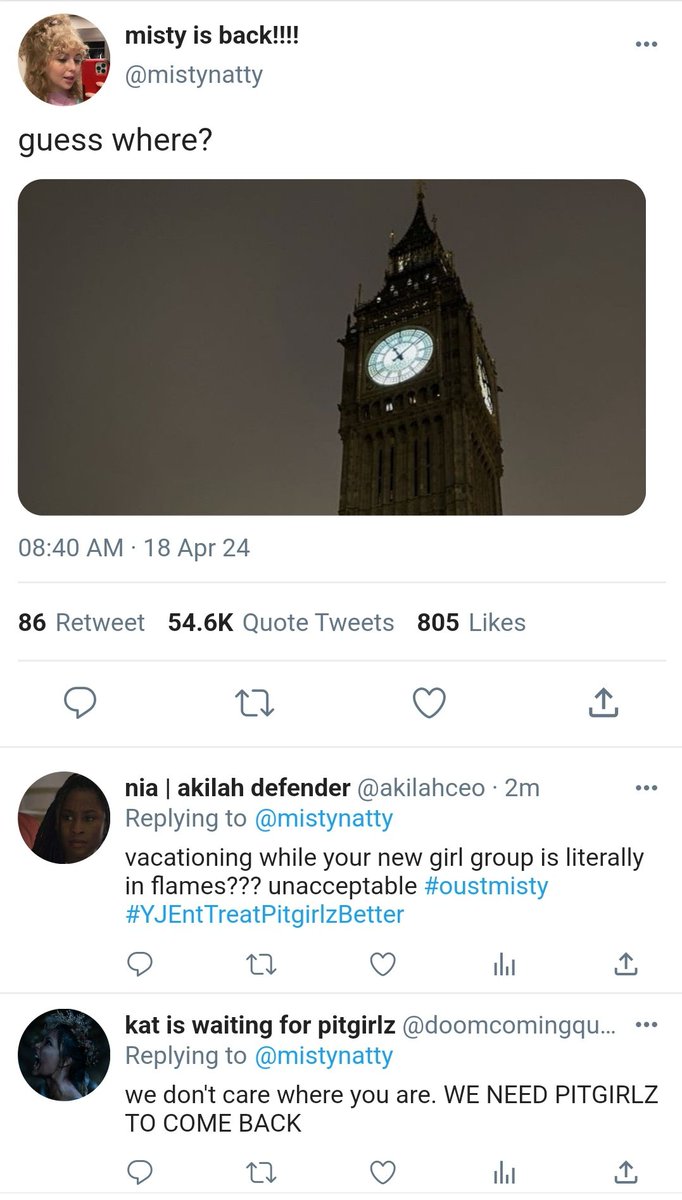 misty is back!!!!
@mistynatty
guess where?
08:40 AM · 18 Apr 24
86 Retweet 54.6K Quote Tweets 805 Likes
nia | akilah defender @akilahceo · 2m
Replying to @mistynatty
vacationing while your new girl group is literally
in flames??? unacceptable #oustmisty
#YJEntTreatPitgirlzBetter
kat is waiting for pitgirlz @doomcomingqu...
Replying to @mistynatty
we don't care where you are. WE NEED PITGIRLZ
TO COME BACK